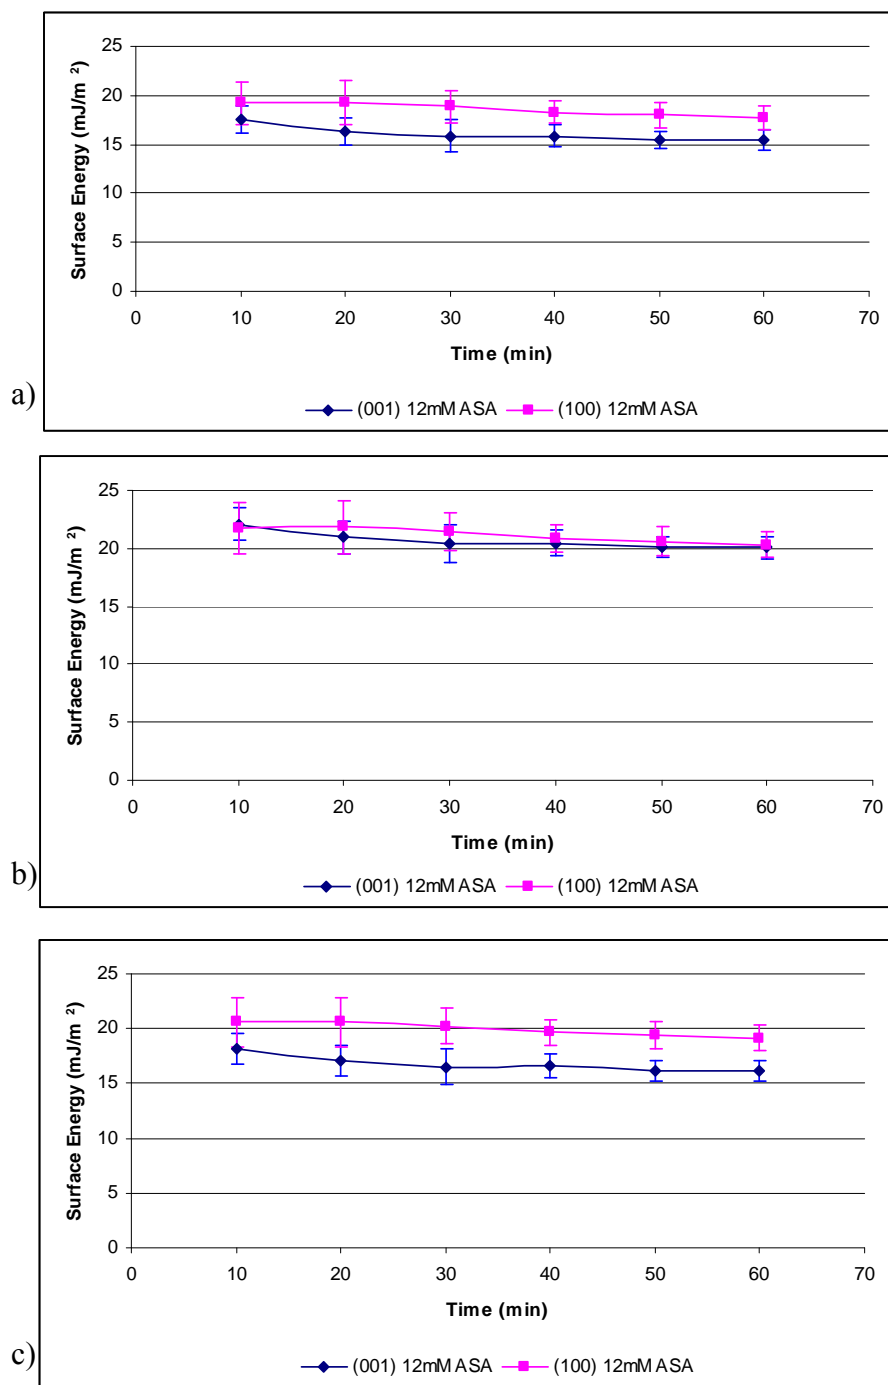 25
20
15
10
5
0
Surface Energy (mJ/m ²)
0 10 20 30 40 50 60 70
Time (min)
a)
(001) 12mM ASA (100) 12mM ASA
25
20
15
10
5
0
Surface Energy (mJ/m ²)
0 10 20 30 40 50 60 70
Time (min)
b)
(001) 12mM ASA (100) 12mM ASA
25
20
15
10
5
0
Surface Energy (mJ/m ²)
0 10 20 30 40 50 60 70
Time (min)
c)
(001) 12mM ASA (100) 12mM ASA